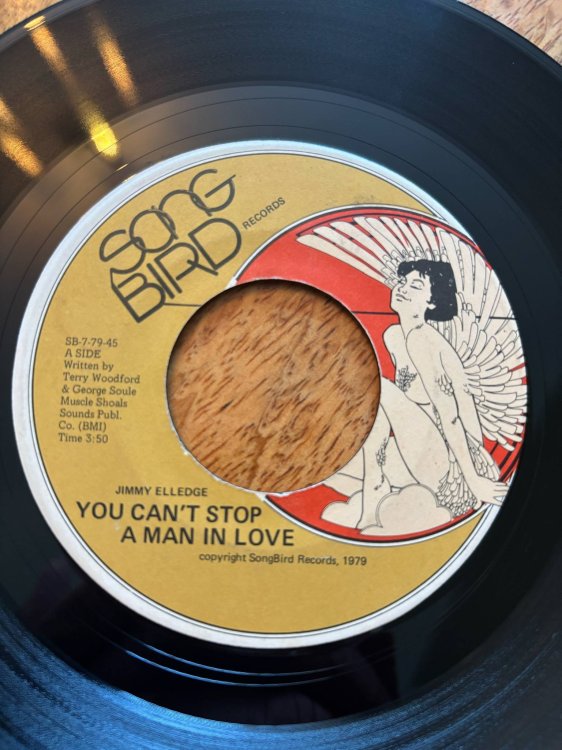 SONG
BIRD
RECORDS
SB-7-79-45
A SIDE
Written by
Terry Woodford
& George Soule
Muscle Shoals
Sounds Publ.
Co. (BMI)
Time 3:50
JIMMY ELLEDGE
YOU CAN'T STOP
A MAN IN LOVE
copyright SongBird Records, 1979